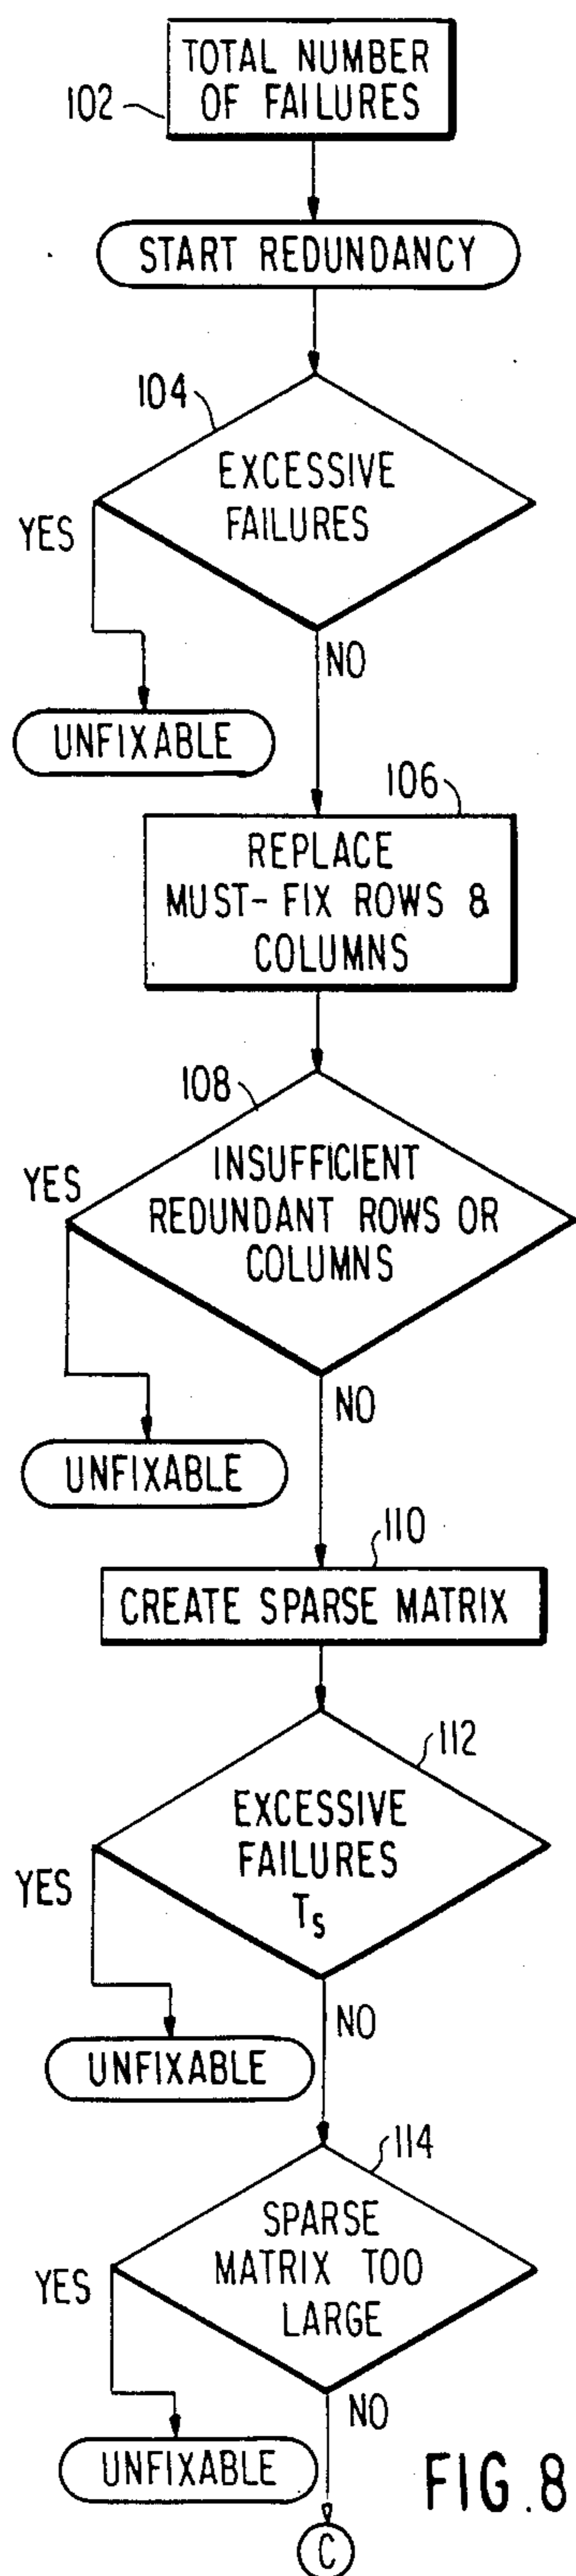 TOTAL NUMBER
OF FAILURES
102
START REDUNDANCY
104
EXCESSIVE
FAILURES
YES
NO
UNFIXABLE
106
REPLACE
MUST-FIX ROWS &
COLUMNS
108
INSUFFICIENT
REDUNDANT ROWS OR
COLUMNS
YES
NO
UNFIXABLE
110
CREATE SPARSE MATRIX
112
EXCESSIVE
FAILURES
Ts
YES
NO
UNFIXABLE
114
SPARSE
MATRIX TOO
LARGE
YES
NO
UNFIXABLE
C
FIG.8